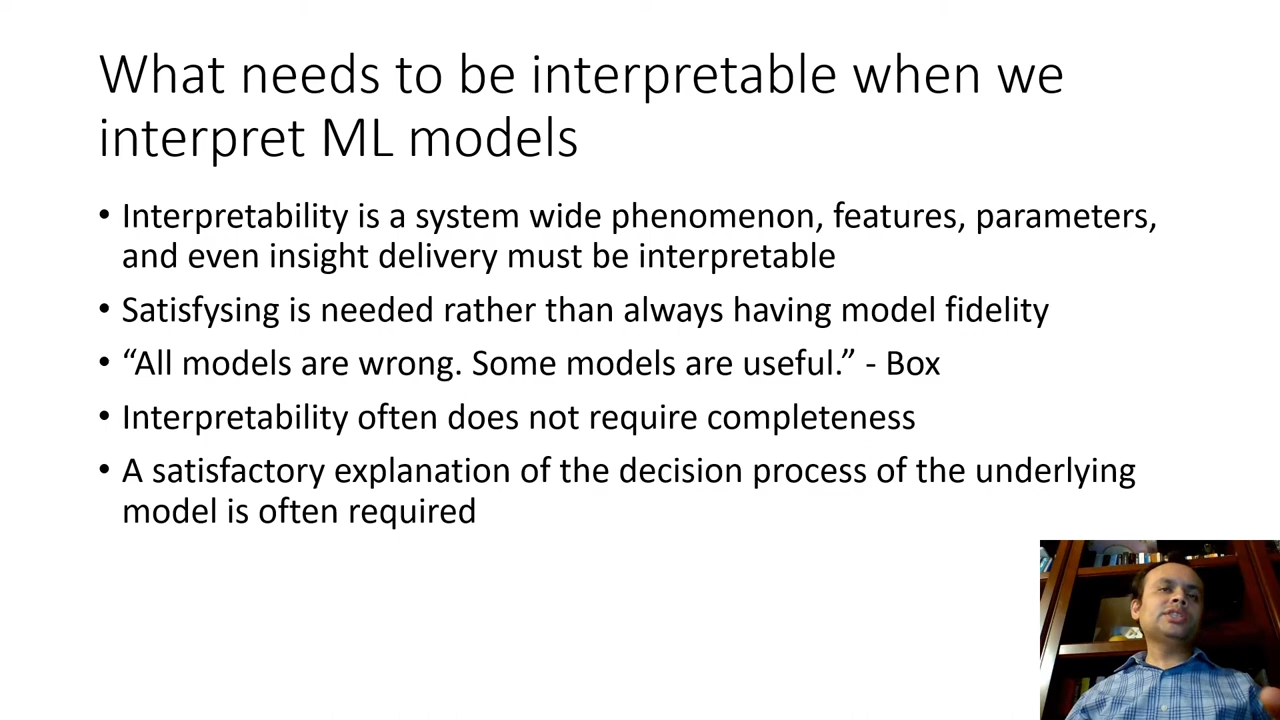 What needs to be interpretable when we
interpret ML models
• Interpretability is a system wide phenomenon, features, parameters,
and even insight delivery must be interpretable
• Satisfysing is needed rather than always having model fidelity
• “All models are wrong. Some models are useful.” - Box
• Interpretability often does not require completeness
• A satisfactory explanation of the decision process of the underlying
model is often required